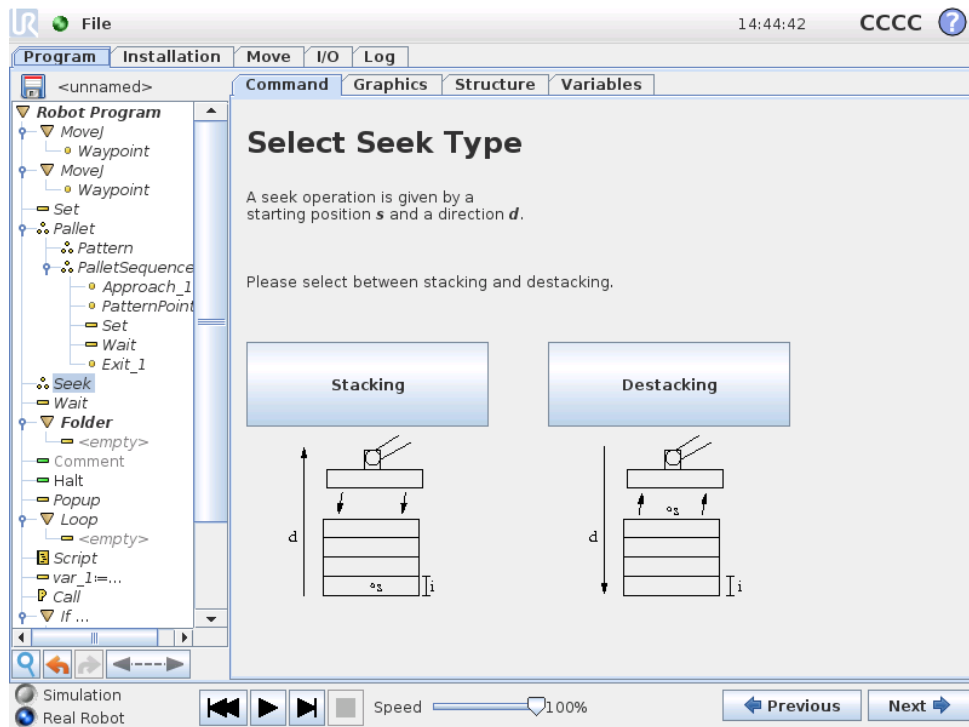 UR File 14:44:42 CCCC ?
Program Installation Move I/O Log
<unnamed>
Command Graphics Structure Variables
Robot Program
MoveJ
Waypoint
MoveJ
Waypoint
Set
Pallet
Pattern
PalletSequence
Approach_1
PatternPoint
Set
Wait
Exit_1
Seek
Wait
Folder
<empty>
Comment
Halt
Popup
Loop
<empty>
Script
var_1:=...
Call
If ...
Select Seek Type
A seek operation is given by a
starting position s and a direction d.
Please select between stacking and destacking.
Stacking
Destacking
d
s
i
d
s
i
Simulation
Real Robot
Speed 100%
Previous
Next